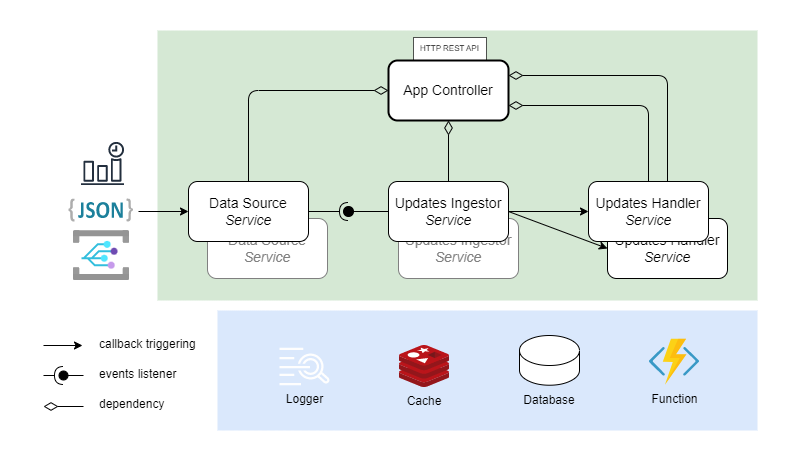 HTTP REST API
App Controller
{JSON}
Data Source
Service
Updates Ingestor
Service
Updates Handler
Service
Data Source
Service
Updates Ingestor
Service
Updates Handler
Service
callback triggering
events listener
dependency
Logger
Cache
Database
Function